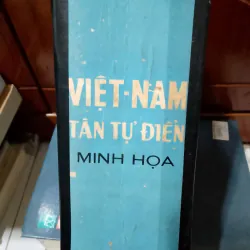 VIỆT-NAM
TÂN TỰ ĐIỂN
MINH HỌA